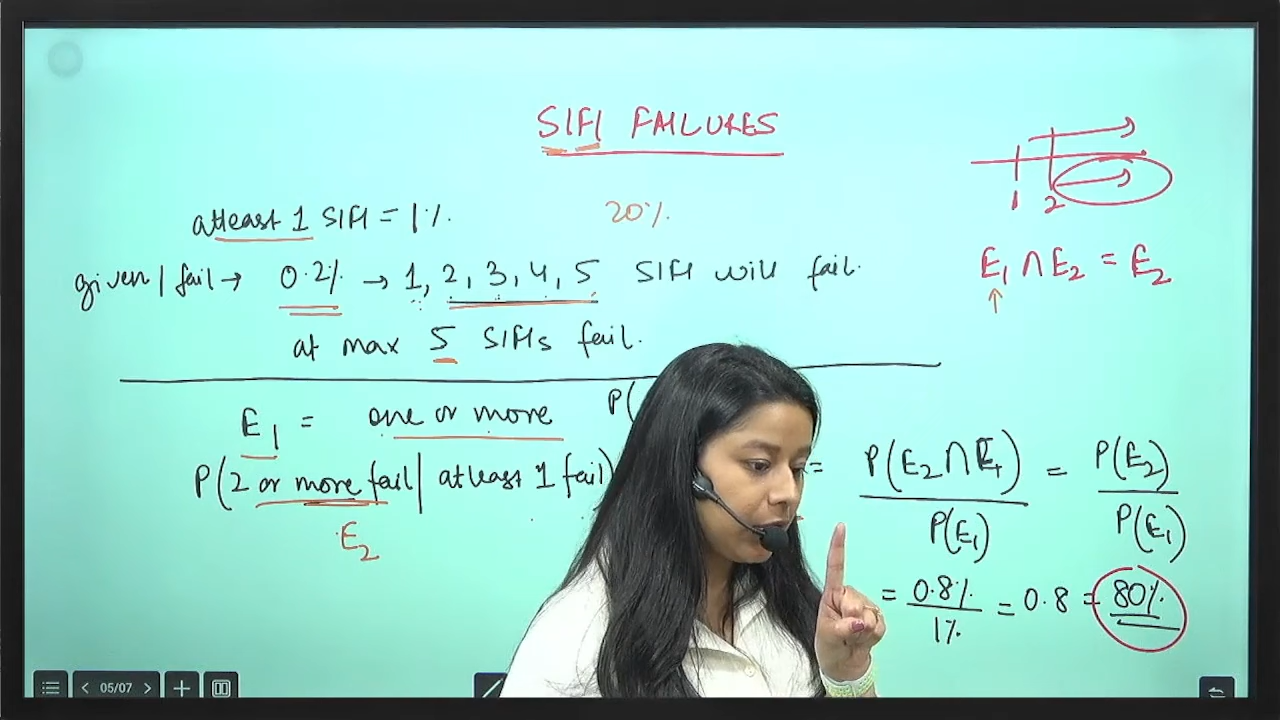 SIFI FAILURES
1 2
atleast 1 SIFI = 1%. 20%.
given 1 fail → 0.2% → 1, 2, 3, 4, 5 SIFI will fail.
E₁ ∩ E₂ = E₂
↑
at max 5 SIFIs fail.
E₁ = one or more P(
P(2 or more fail | atleast 1 fail) = P(E₂ ∩ E₁) / P(E₁) = P(E₂) / P(E₁)
E₂
= 0.8% / 1% = 0.8 = 80%
05/07